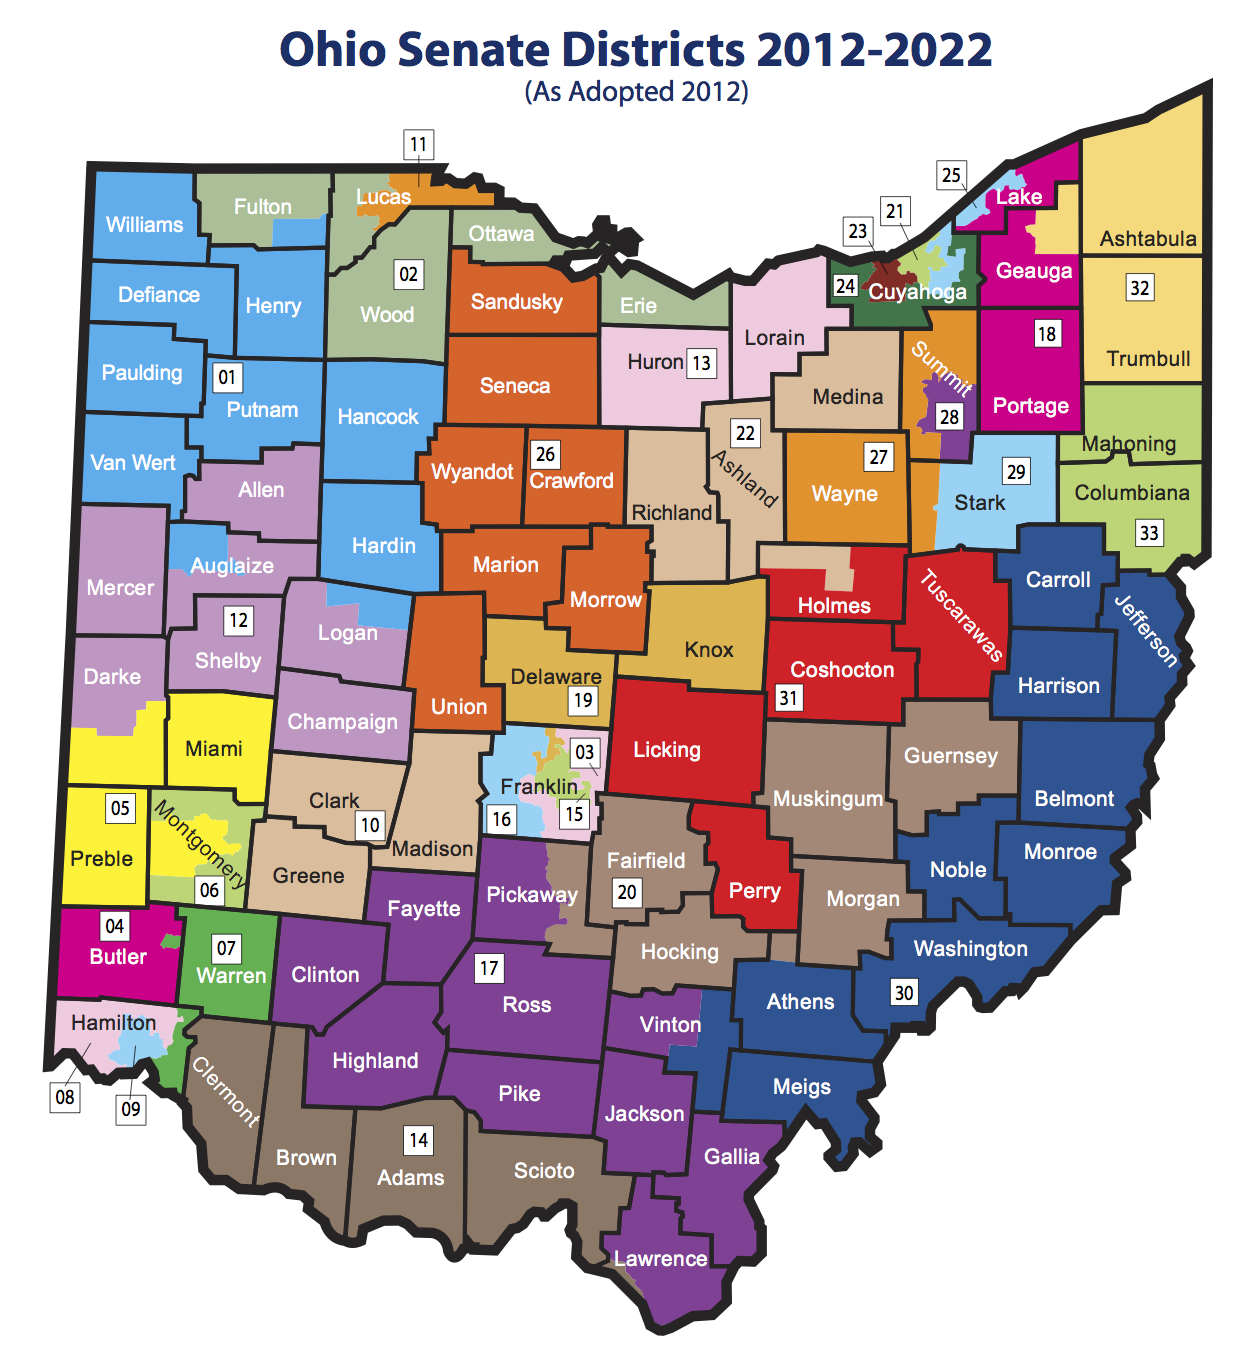 Ohio Senate Districts 2012-2022
(As Adopted 2012)
11
Williams
Fulton
Lucas
Ottawa
02
Wood
Defiance
Henry
Sandusky
Erie
Paulding
01
Putnam
Hancock
Seneca
Huron
13
Lorain
25
21
23
24
Cuyahoga
Lake
Geauga
Ashtabula
32
Trumbull
18
Portage
Summit
28
Medina
22
Ashland
27
Wayne
29
Stark
Mahoning
Columbiana
33
Van Wert
Allen
Wyandot
26
Crawford
Richland
Mercer
Auglaize
Hardin
Marion
Morrow
Holmes
Tuscarawas
Carroll
Jefferson
12
Shelby
Logan
Darke
Champaign
Union
Delaware
19
Knox
Coshocton
31
Harrison
Miami
Clark
10
Madison
Franklin
03
15
16
Licking
Muskingum
Guernsey
Belmont
05
Preble
Montgomery
06
Greene
Fairfield
20
Perry
Morgan
Noble
Monroe
04
Butler
07
Warren
Clinton
Fayette
Pickaway
Hocking
Washington
17
Ross
30
Athens
Hamilton
08
09
Clermont
Highland
Vinton
Pike
Jackson
Meigs
Brown
14
Adams
Scioto
Gallia
Lawrence